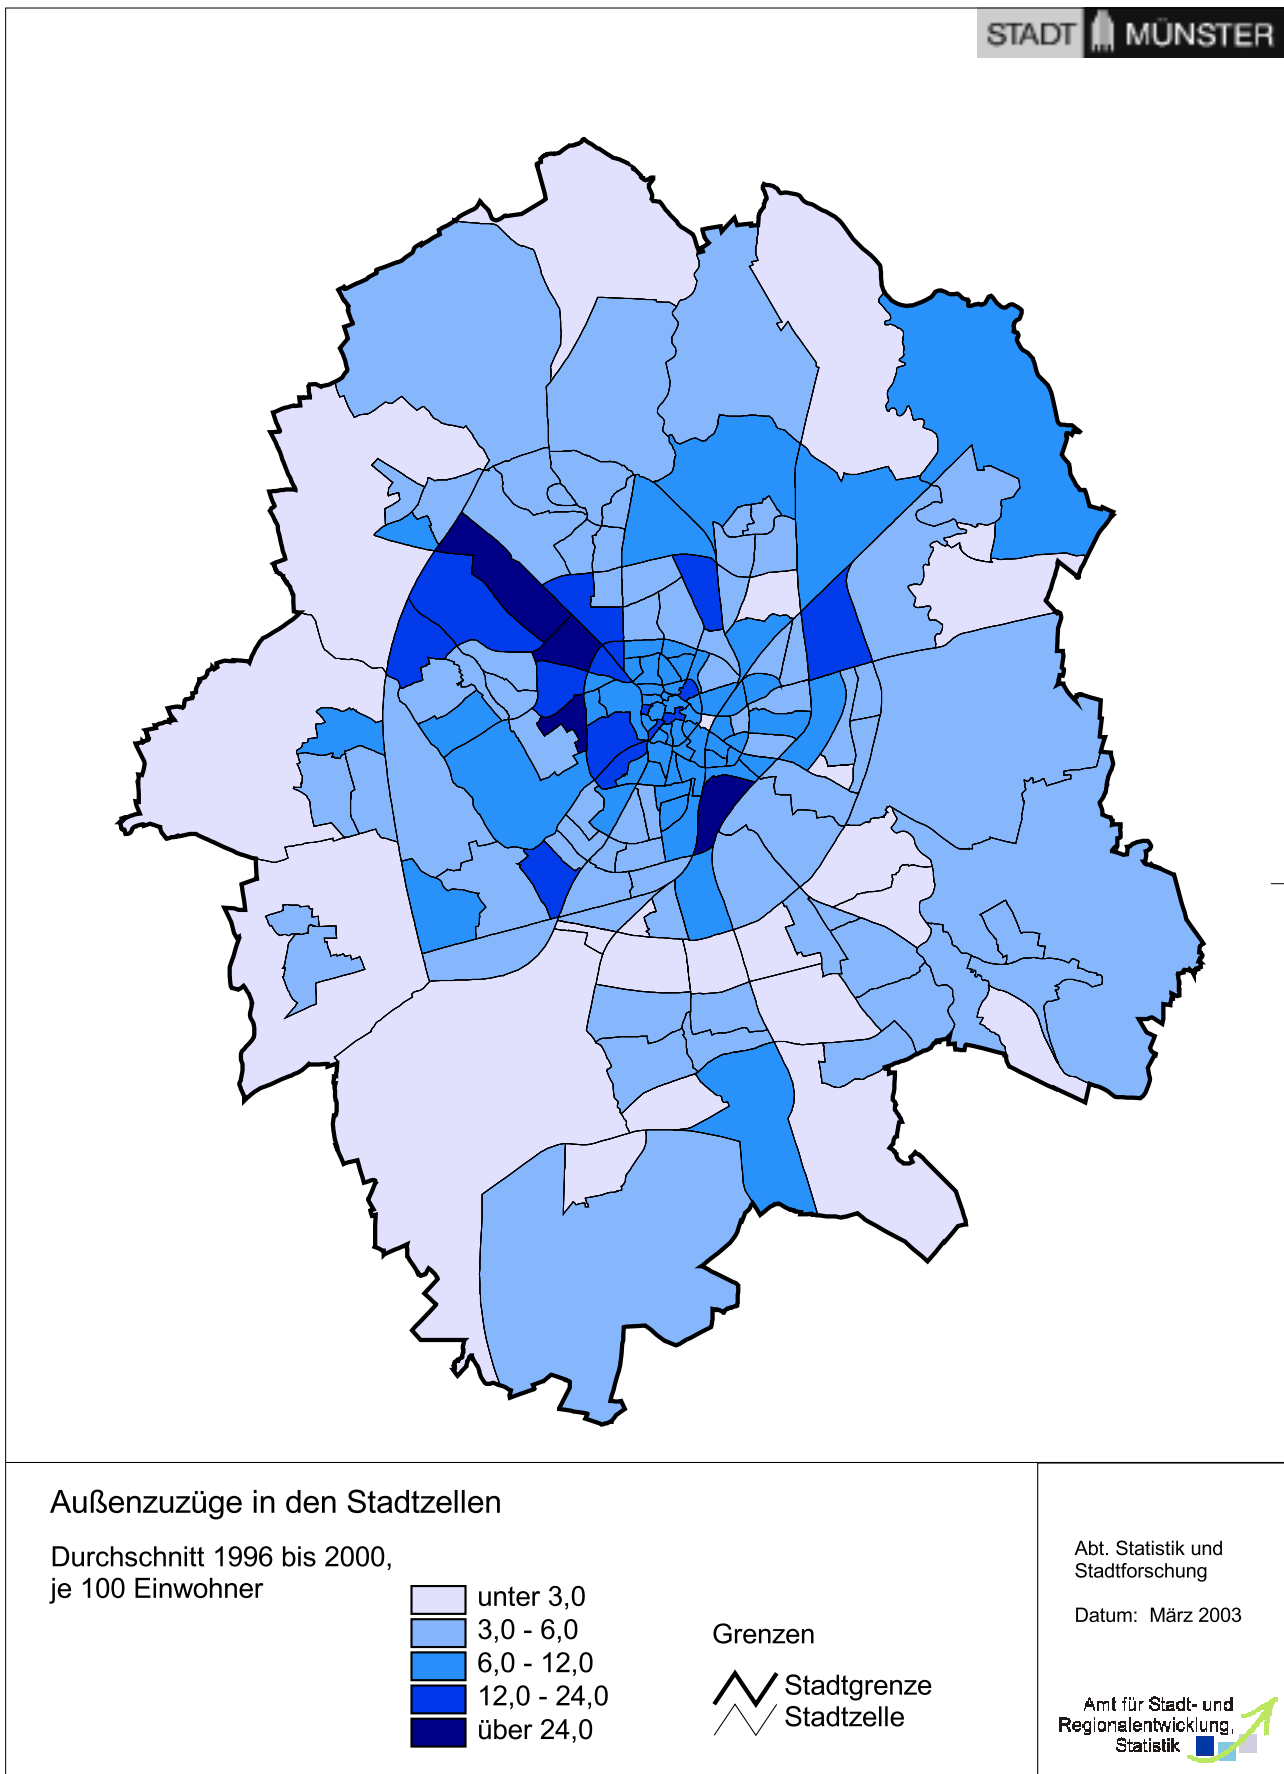 STADT MÜNSTER
Außenzuzüge in den Stadtzellen
Durchschnitt 1996 bis 2000,
je 100 Einwohner
unter 3,0
3,0 - 6,0
6,0 - 12,0
12,0 - 24,0
über 24,0
Grenzen
Stadtgrenze
Stadtzelle
Abt. Statistik und
Stadtforschung
Datum: März 2003
Amt für Stadt- und
Regionalentwicklung,
Statistik